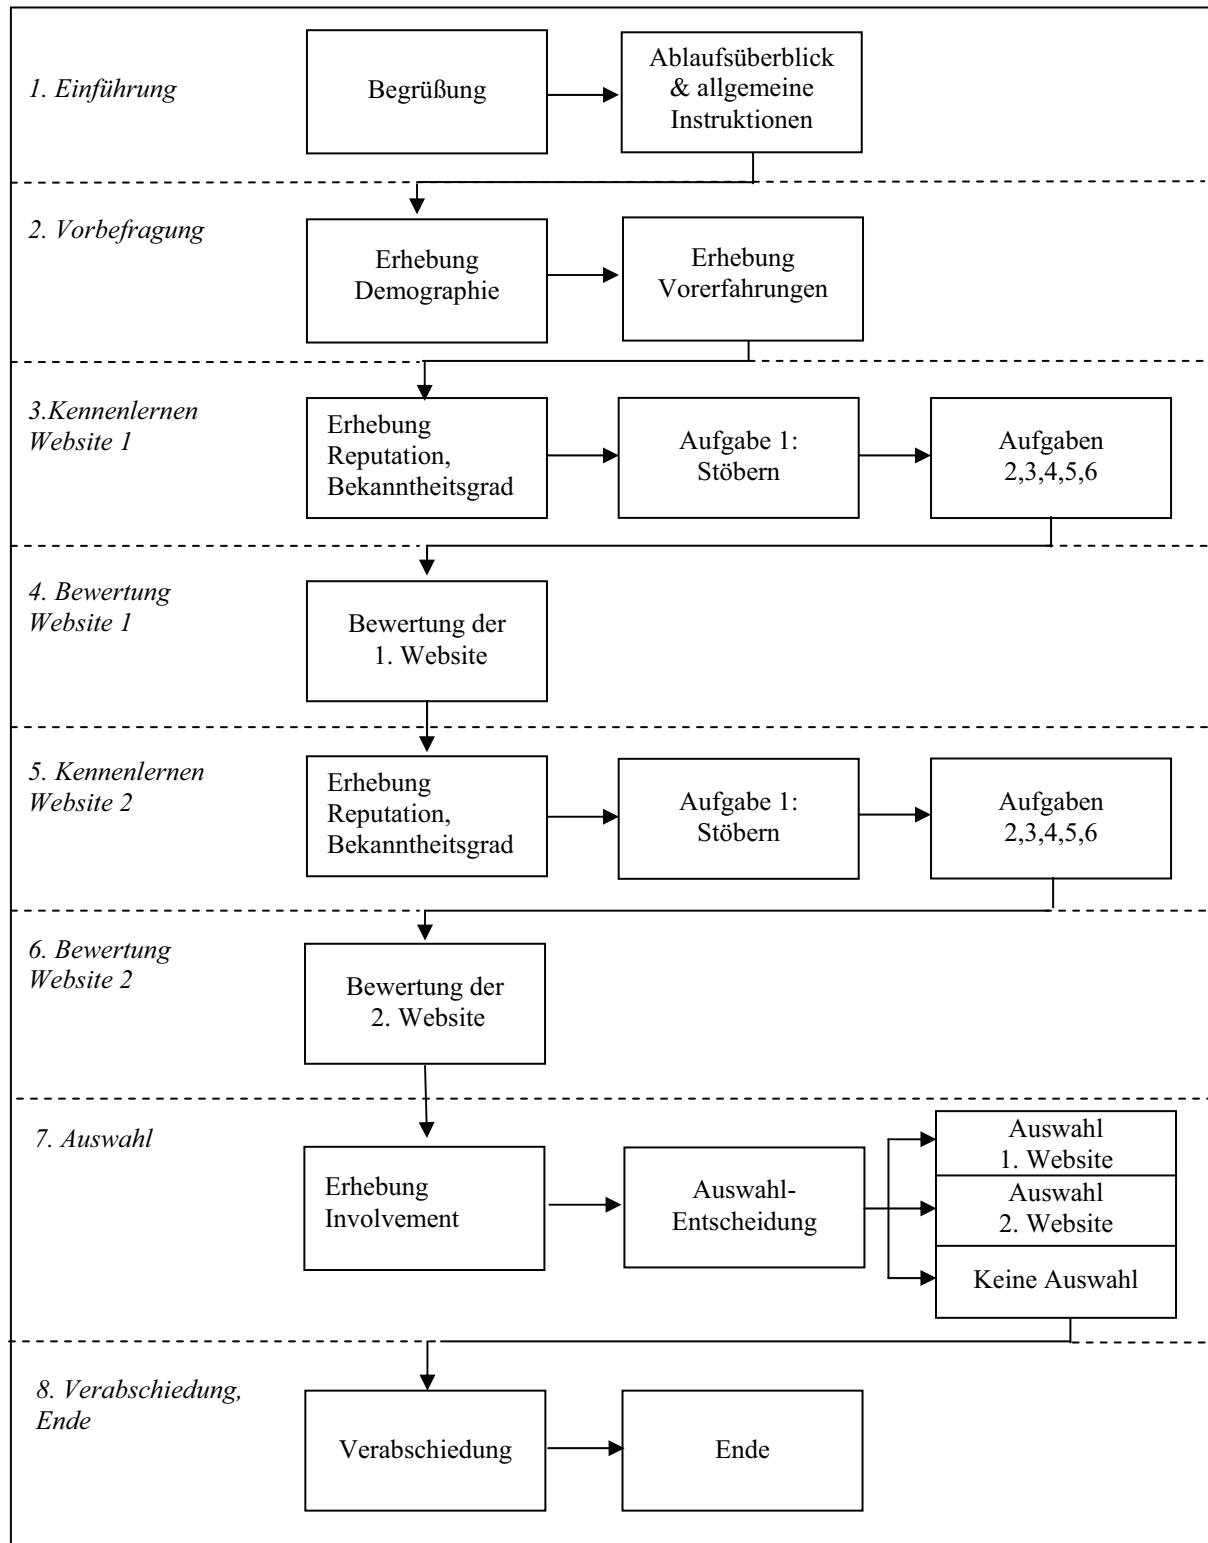 1. Einführung
Begrüßung
Ablaufsüberblick
& allgemeine
Instruktionen
2. Vorbefragung
Erhebung
Demographie
Erhebung
Vorerfahrungen
3.Kennenlernen
Website 1
Erhebung
Reputation,
Bekanntheitsgrad
Aufgabe 1:
Stöbern
Aufgaben
2,3,4,5,6
4. Bewertung
Website 1
Bewertung der
1. Website
5. Kennenlernen
Website 2
Erhebung
Reputation,
Bekanntheitsgrad
Aufgabe 1:
Stöbern
Aufgaben
2,3,4,5,6
6. Bewertung
Website 2
Bewertung der
2. Website
7. Auswahl
Erhebung
Involvement
Auswahl-
Entscheidung
Auswahl
1. Website
Auswahl
2. Website
Keine Auswahl
8. Verabschiedung,
Ende
Verabschiedung
Ende